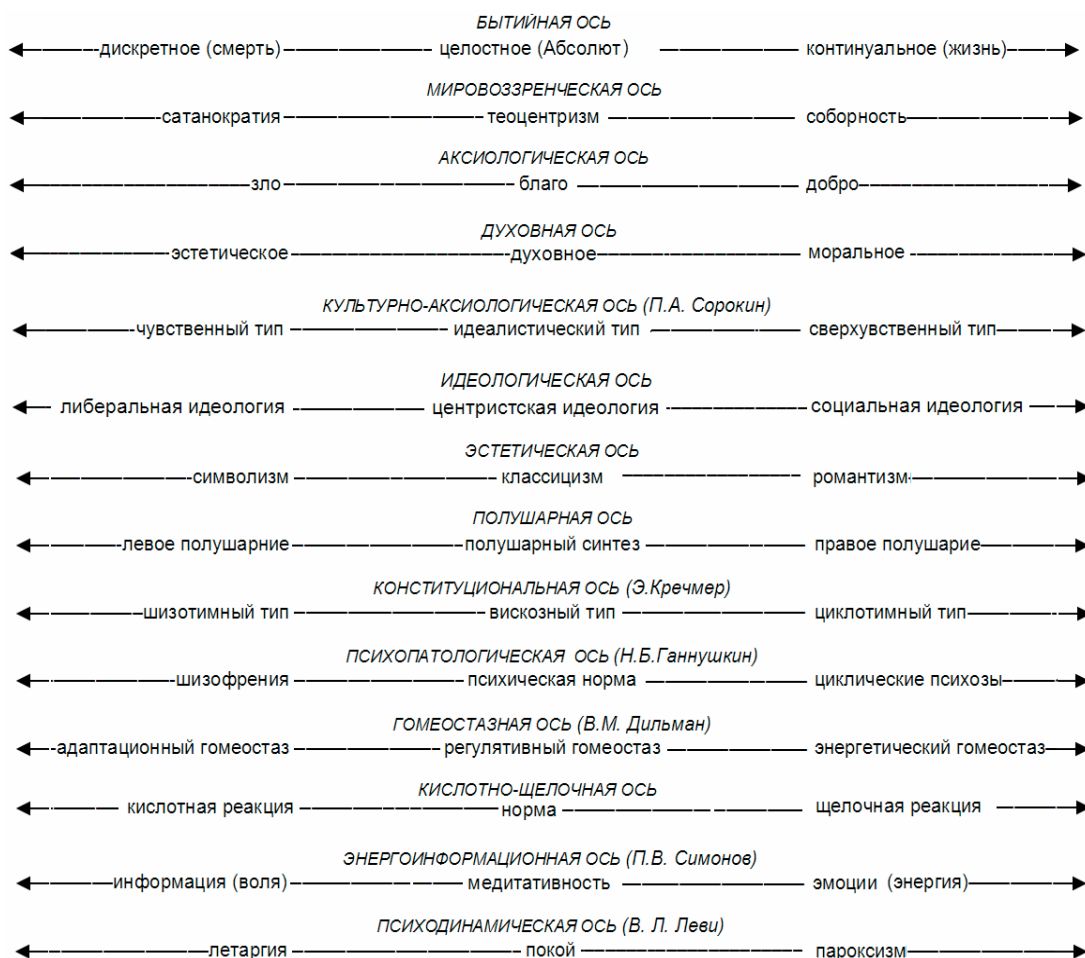 БЫТИЙНАЯ ОСЬ
дискретное (смерть) целостное (Абсолют) континуальное (жизнь)
МИРОВОЗЗРЕНЧЕСКАЯ ОСЬ
сатанократия теоцентризм соборность
АКСИОЛОГИЧЕСКАЯ ОСЬ
зло благо добро
ДУХОВНАЯ ОСЬ
эстетическое духовное моральное
КУЛЬТУРНО-АКСИОЛОГИЧЕСКАЯ ОСЬ (П.А. Сорокин)
чувственный тип идеалистический тип сверхувственный тип
ИДЕОЛОГИЧЕСКАЯ ОСЬ
либеральная идеология центристская идеология социальная идеология
ЭСТЕТИЧЕСКАЯ ОСЬ
символизм классицизм романтизм
ПОЛУШАРНАЯ ОСЬ
левое полушарние полушарный синтез правое полушарие
КОНСТИТУЦИОНАЛЬНАЯ ОСЬ (Э.Кречмер)
шизотимный тип вискозный тип циклотимный тип
ПСИХОПАТОЛОГИЧЕСКАЯ ОСЬ (Н.Б.Ганнушкин)
шизофрения психическая норма циклические психозы
ГОМЕОСТАЗНАЯ ОСЬ (В.М. Дильман)
адаптационный гомеостаз регулятивный гомеостаз энергетический гомеостаз
КИСЛОТНО-ЩЕЛОЧНАЯ ОСЬ
кислотная реакция норма щелочная реакция
ЭНЕРГОИНФОРМАЦИОННАЯ ОСЬ (П.В. Симонов)
информация (воля) медитативность эмоции (энергия)
ПСИХОДИНАМИЧЕСКАЯ ОСЬ (В. Л. Леви)
летаргия покой пароксизм